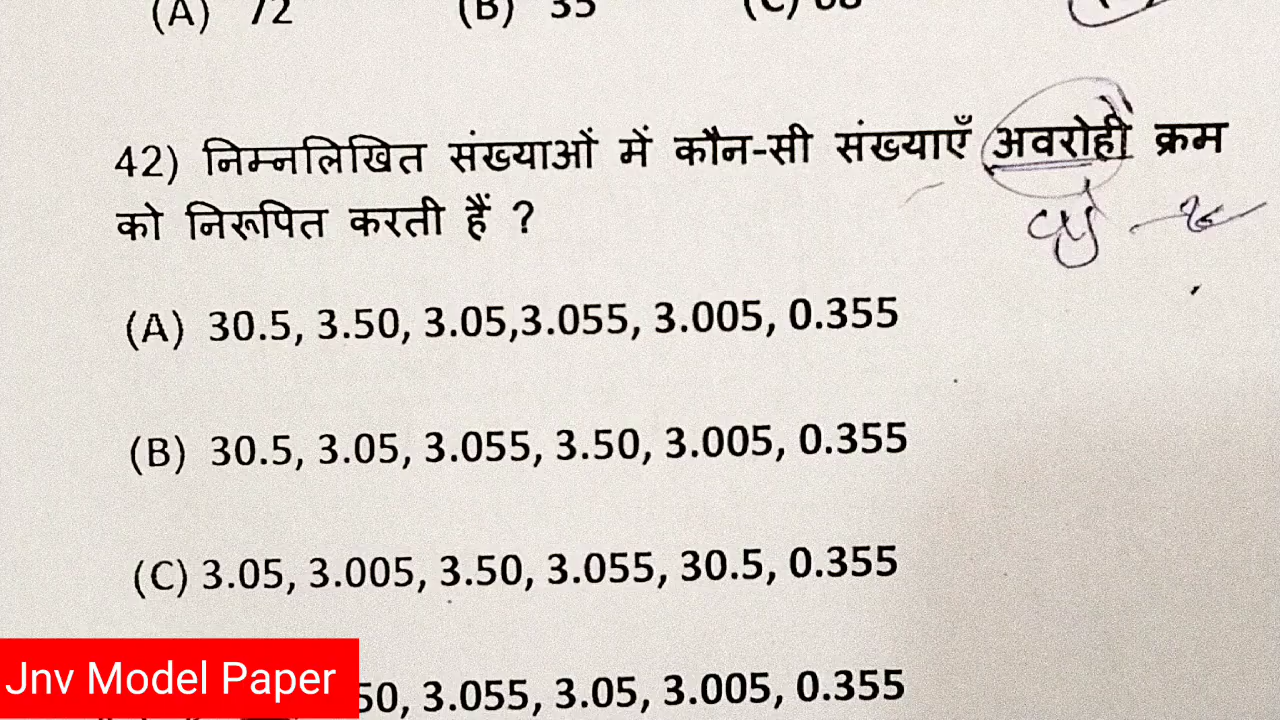 (A) 72 (B) 35 (C)
42) निम्नलिखित संख्याओं में कौन-सी संख्याएँ अवरोही क्रम
को निरूपित करती हैं ?
(A) 30.5, 3.50, 3.05,3.055, 3.005, 0.355
(B) 30.5, 3.05, 3.055, 3.50, 3.005, 0.355
(C) 3.05, 3.005, 3.50, 3.055, 30.5, 0.355
50, 3.055, 3.05, 3.005, 0.355
Jnv Model Paper